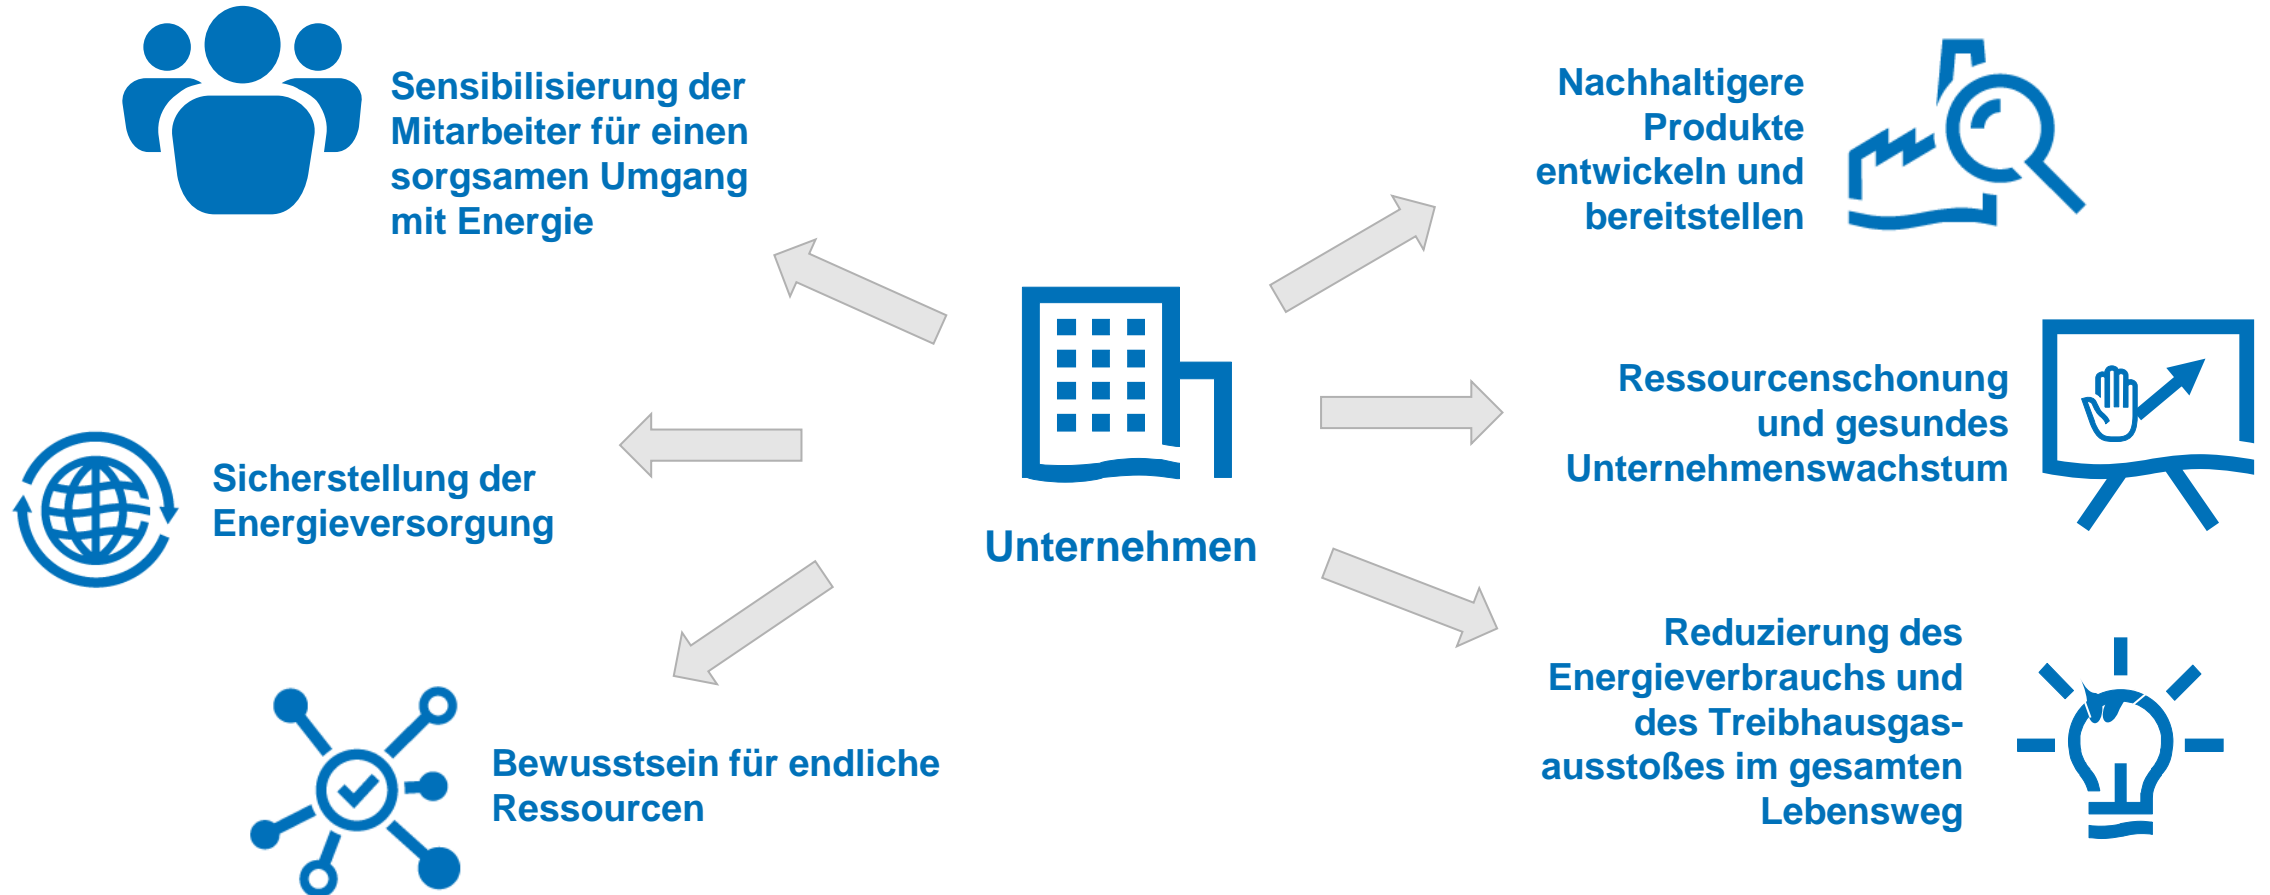 Sensibilisierung der
Mitarbeiter für einen
sorgsamen Umgang
mit Energie
Sicherstellung der
Energieversorgung
Bewusstsein für endliche
Ressourcen
Unternehmen
Nachhaltigere
Produkte
entwickeln und
bereitstellen
Ressourcenschonung
und gesundes
Unternehmenswachstum
Reduzierung des
Energieverbrauchs und
des Treibhausgas-
ausstoßes im gesamten
Lebensweg